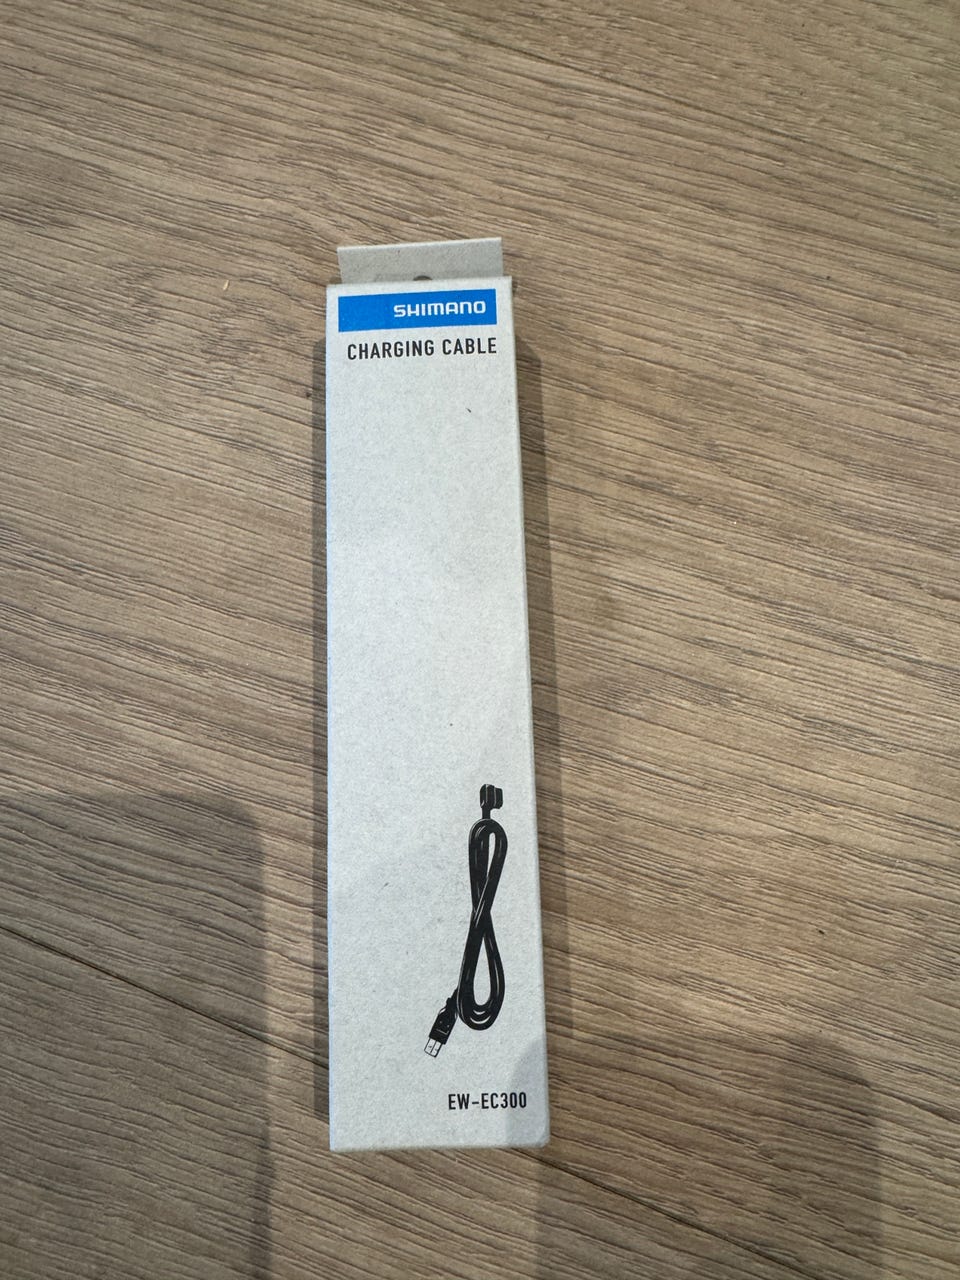 SHIMANO
CHARGING CABLE
EW-EC300